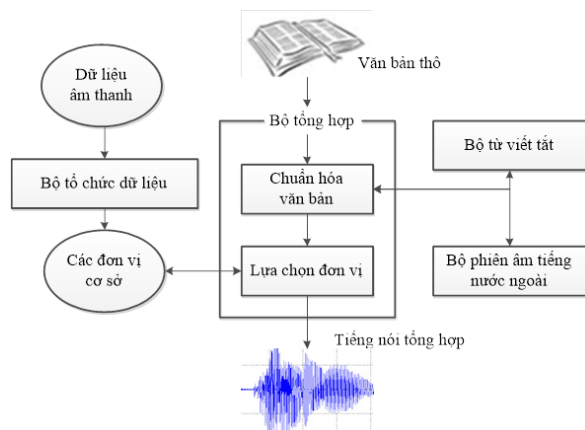 Văn bản thô
Dữ liệu
âm thanh
Bộ tổ chức dữ liệu
Các đơn vị
cơ sở
Bộ tổng hợp
Chuẩn hóa
văn bản
Lựa chọn đơn vị
Bộ từ viết tắt
Bộ phiên âm tiếng
nước ngoài
Tiếng nói tổng hợp